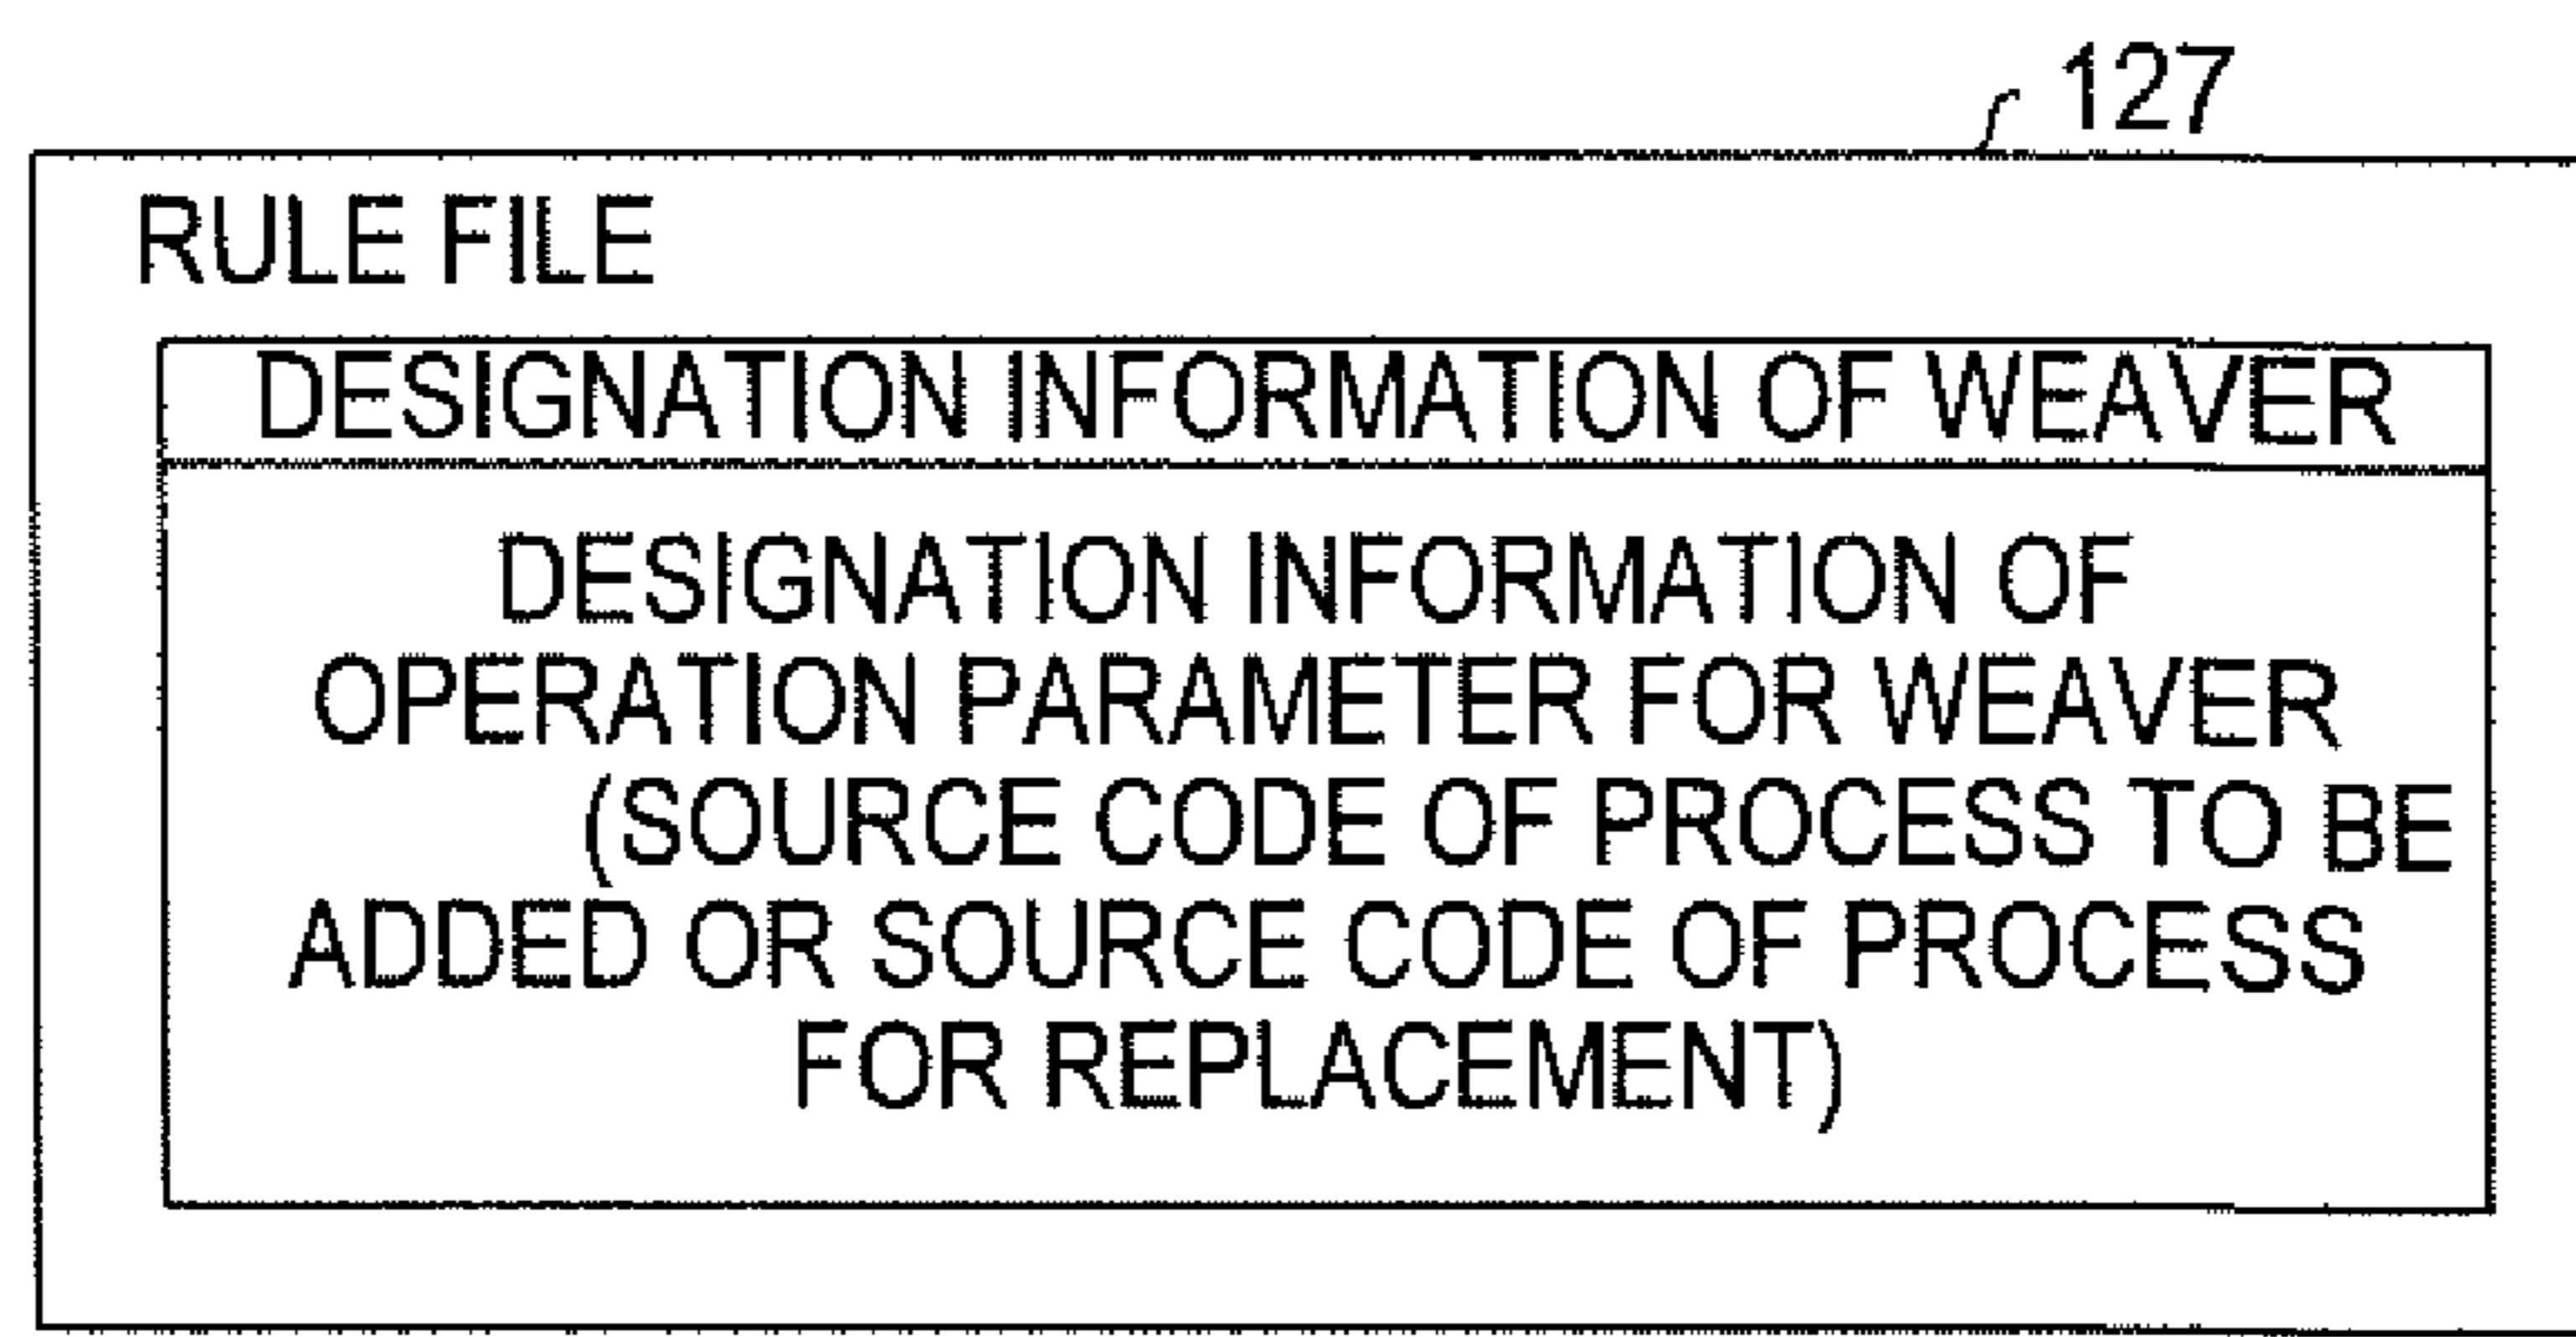 127
RULE FILE
DESIGNATION INFORMATION OF WEAVER
DESIGNATION INFORMATION OF
OPERATION PARAMETER FOR WEAVER
(SOURCE CODE OF PROCESS TO BE
ADDED OR SOURCE CODE OF PROCESS
FOR REPLACEMENT)